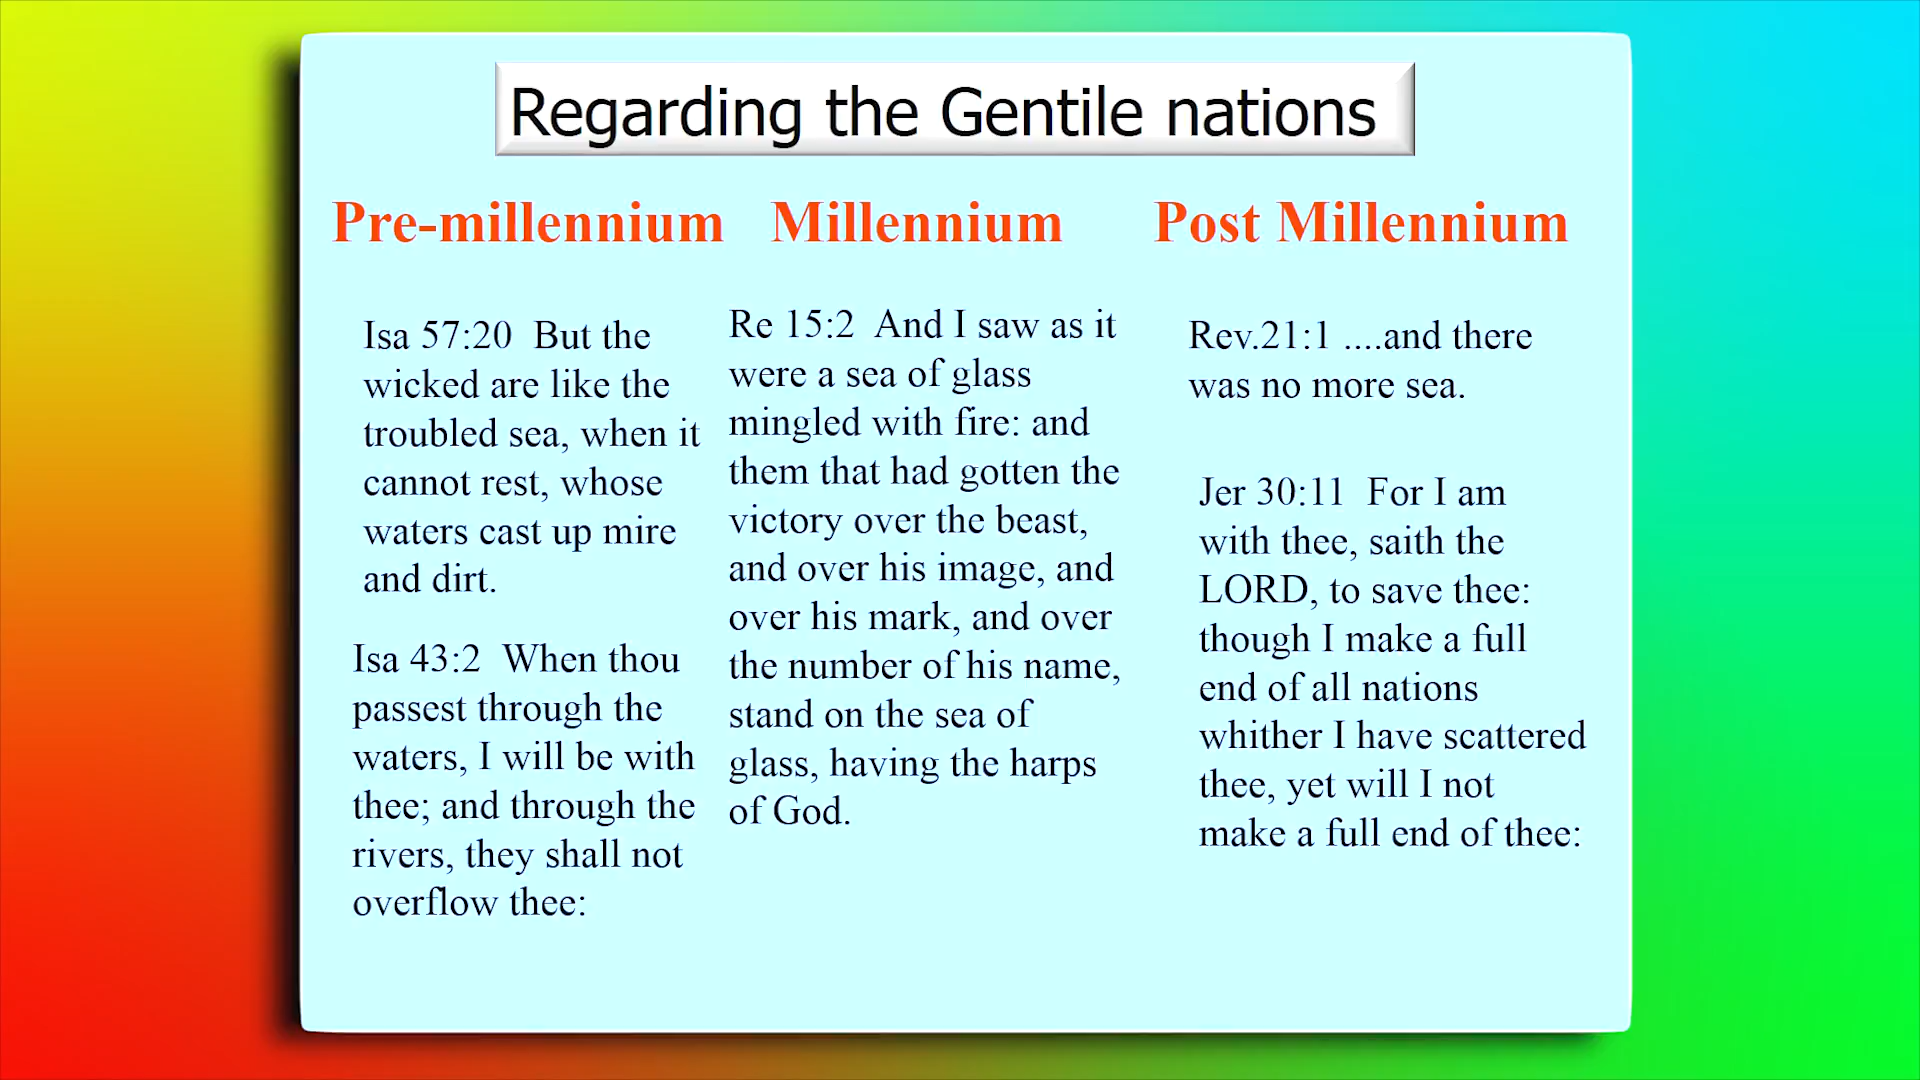 Regarding the Gentile nations
Pre-millennium
Isa 57:20  But the
wicked are like the
troubled sea, when it
cannot rest, whose
waters cast up mire
and dirt.
Isa 43:2  When thou
passest through the
waters, I will be with
thee; and through the
rivers, they shall not
overflow thee:
Millennium
Re 15:2  And I saw as it
were a sea of glass
mingled with fire: and
them that had gotten the
victory over the beast,
and over his image, and
over his mark, and over
the number of his name,
stand on the sea of
glass, having the harps
of God.
Post Millennium
Rev.21:1 ....and there
was no more sea.
Jer 30:11  For I am
with thee, saith the
LORD, to save thee:
though I make a full
end of all nations
whither I have scattered
thee, yet will I not
make a full end of thee: